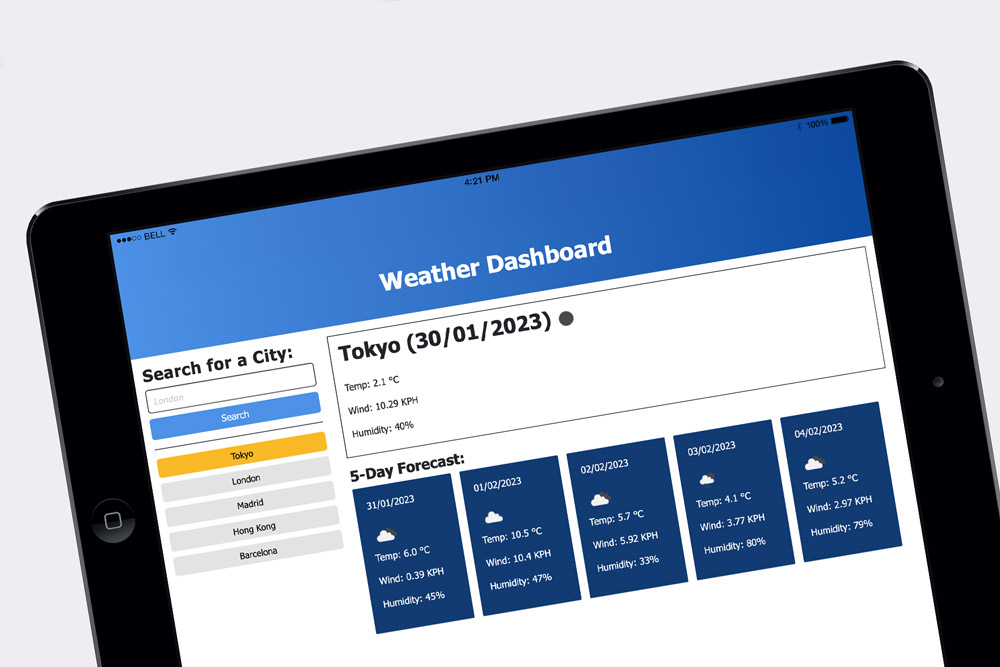 BELL
4:21 PM
100%
Weather Dashboard
Search for a City:
London
Search
Tokyo
London
Madrid
Hong Kong
Barcelona
Tokyo (30/01/2023)
Temp: 2.1 °C
Wind: 10.29 KPH
Humidity: 40%
5-Day Forecast:
31/01/2023
Temp: 6.0 °C
Wind: 0.39 KPH
Humidity: 45%
01/02/2023
Temp: 10.5 °C
Wind: 10.4 KPH
Humidity: 47%
02/02/2023
Temp: 5.7 °C
Wind: 5.92 KPH
Humidity: 33%
03/02/2023
Temp: 4.1 °C
Wind: 3.77 KPH
Humidity: 80%
04/02/2023
Temp: 5.2 °C
Wind: 2.97 KPH
Humidity: 79%